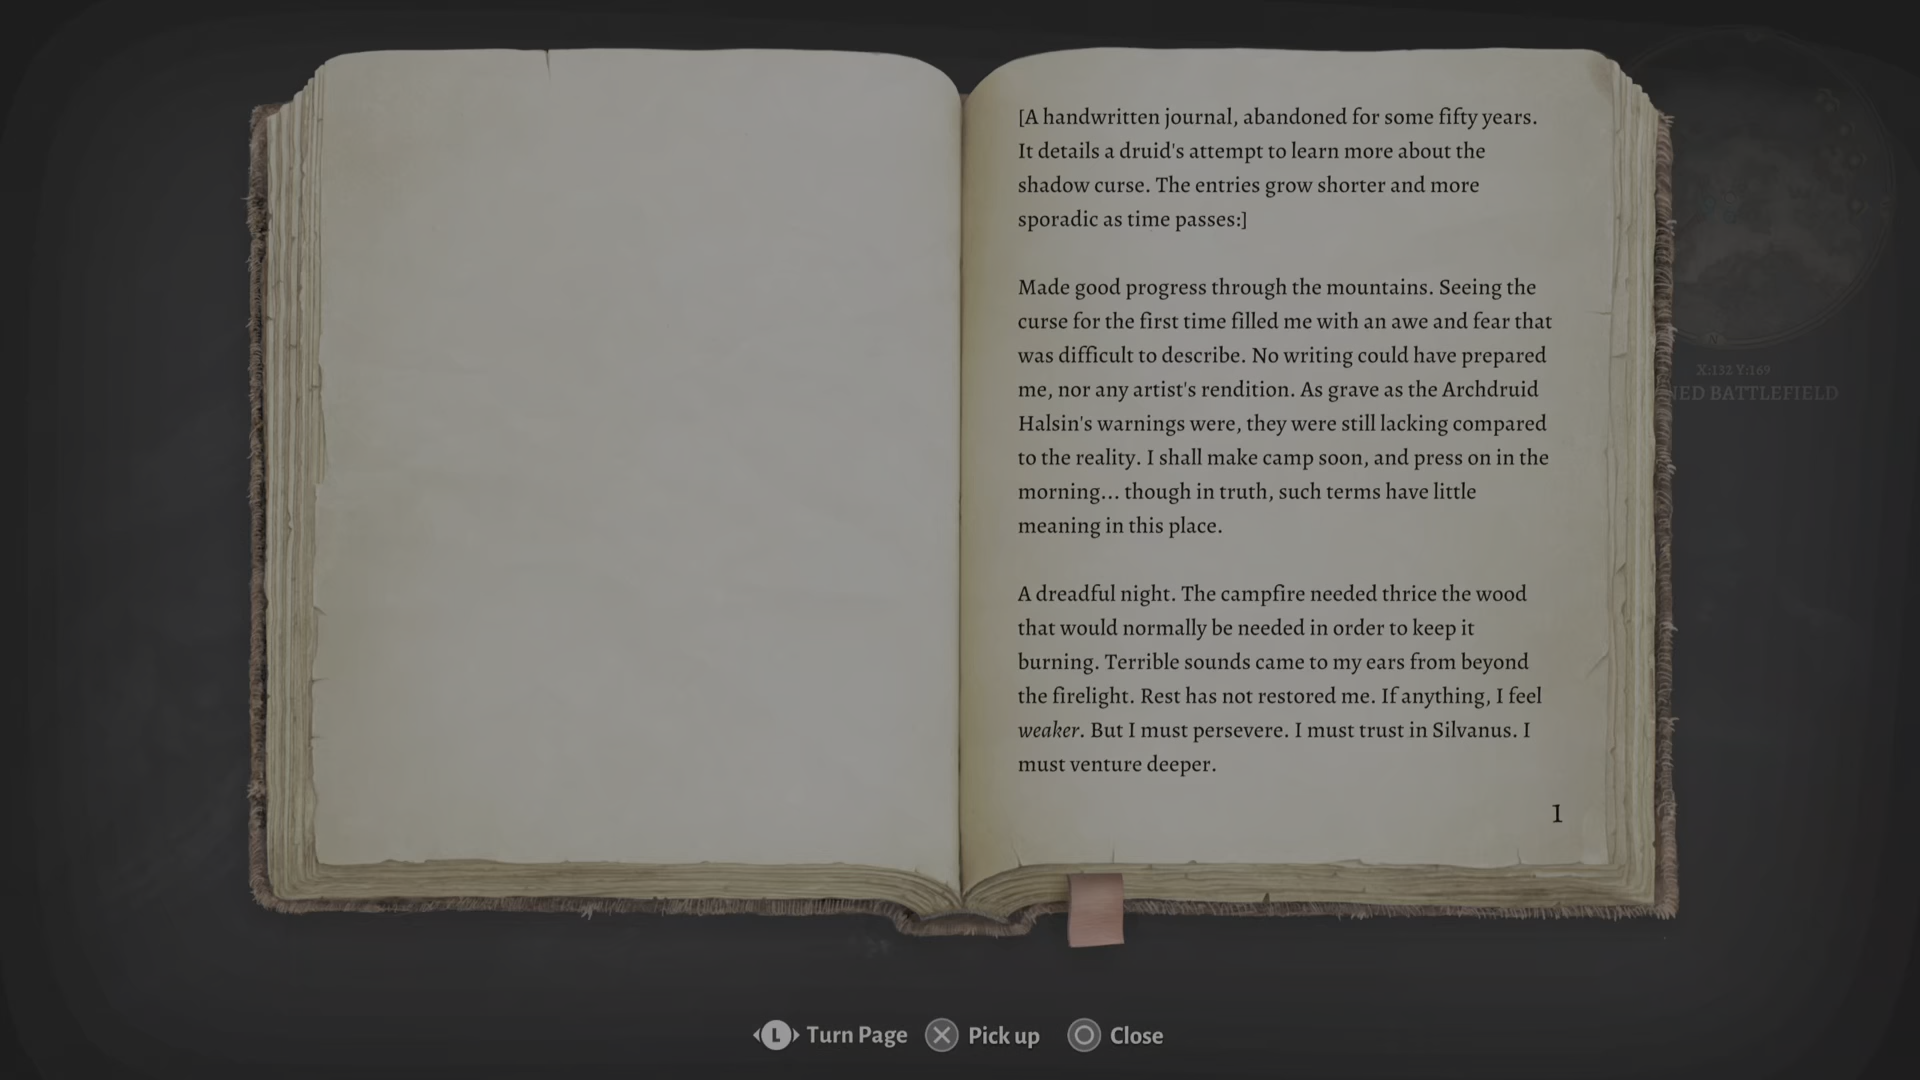 [A handwritten journal, abandoned for some fifty years.
It details a druid's attempt to learn more about the
shadow curse. The entries grow shorter and more
sporadic as time passes:]
Made good progress through the mountains. Seeing the
curse for the first time filled me with an awe and fear that
was difficult to describe. No writing could have prepared
me, nor any artist's rendition. As grave as the Archdruid
Halsin's warnings were, they were still lacking compared
to the reality. I shall make camp soon, and press on in the
morning... though in truth, such terms have little
meaning in this place.
A dreadful night. The campfire needed thrice the wood
that would normally be needed in order to keep it
burning. Terrible sounds came to my ears from beyond
the firelight. Rest has not restored me. If anything, I feel
weaker. But I must persevere. I must trust in Silvanus. I
must venture deeper.
1
N
X:132 Y:169
BATTLEFIELD
L Turn Page Pick up Close